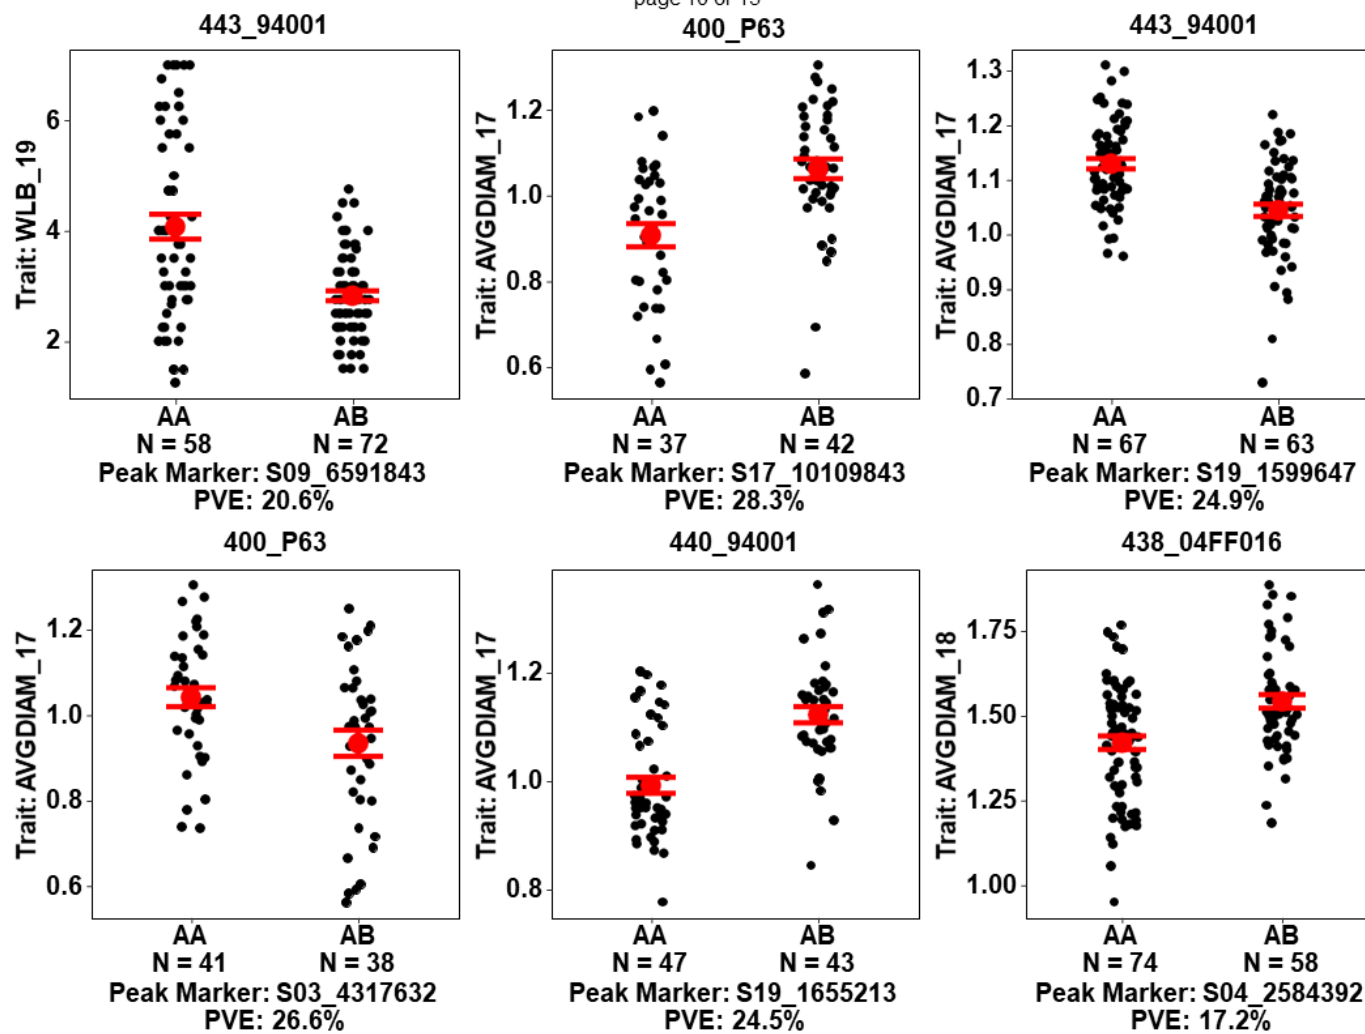 page 10 of 15
443_94001
Trait: WLB_19
6
4
2
AA
AB
N = 58
N = 72
Peak Marker: S09_6591843
PVE: 20.6%
400_P63
Trait: AVGDIAM_17
1.2
1.0
0.8
0.6
AA
AB
N = 37
N = 42
Peak Marker: S17_10109843
PVE: 28.3%
443_94001
Trait: AVGDIAM_17
1.3
1.2
1.1
1.0
0.9
0.8
0.7
AA
AB
N = 67
N = 63
Peak Marker: S19_1599647
PVE: 24.9%
400_P63
Trait: AVGDIAM_17
1.2
1.0
0.8
0.6
AA
AB
N = 41
N = 38
Peak Marker: S03_4317632
PVE: 26.6%
440_94001
Trait: AVGDIAM_17
1.2
1.0
0.8
AA
AB
N = 47
N = 43
Peak Marker: S19_1655213
PVE: 24.5%
438_04FF016
Trait: AVGDIAM_18
1.75
1.50
1.25
1.00
AA
AB
N = 74
N = 58
Peak Marker: S04_2584392
PVE: 17.2%